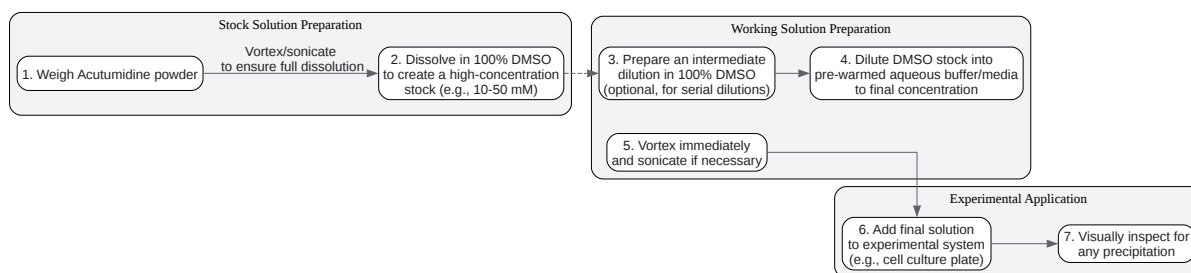 Stock Solution Preparation
1. Weigh Acutumidine powder
Vortex/sonicate
to ensure full dissolution
2. Dissolve in 100% DMSO
to create a high-concentration
stock (e.g., 10-50 mM)
Working Solution Preparation
3. Prepare an intermediate
dilution in 100% DMSO
(optional, for serial dilutions)
4. Dilute DMSO stock into
pre-warmed aqueous buffer/media
to final concentration
5. Vortex immediately
and sonicate if necessary
Experimental Application
6. Add final solution
to experimental system
(e.g., cell culture plate)
7. Visually inspect for
any precipitation